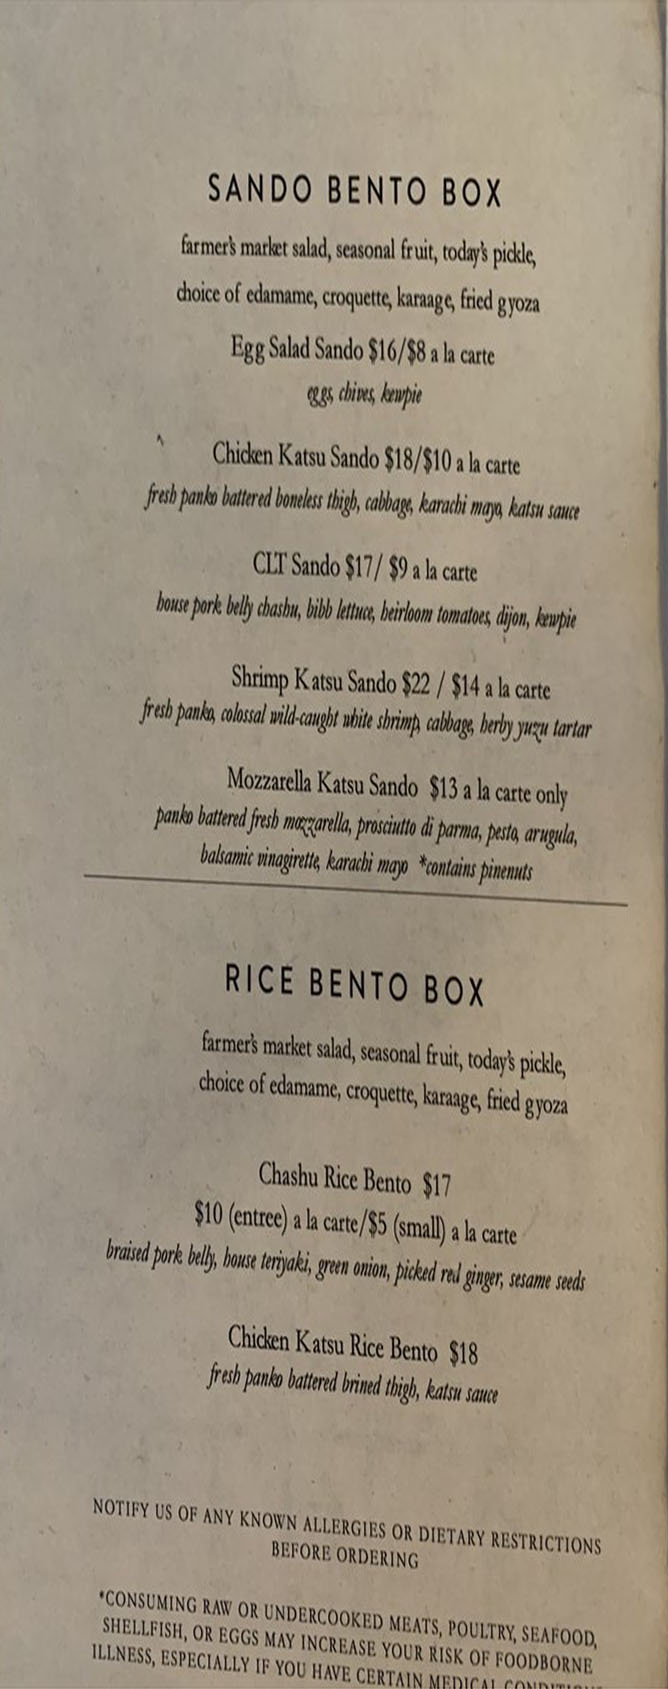 SANDO BENTO BOX
farmer's market salad, seasonal fruit, today's pickle,
choice of edamame, croquette, karaage, fried gyoza
Egg Salad Sando $16/$8 a la carte
eggs, chives, kewpie
Chicken Katsu Sando $18/$10 a la carte
fresh panko battered boneless thigh, cabbage, karachi mayo, katsu sauce
CLT Sando $17/ $9 a la carte
house pork belly chashu, bibb lettuce, heirloom tomatoes, dijon, kewpie
Shrimp Katsu Sando $22 / $14 a la carte
fresh panko, colossal wild-caught white shrimp, cabbage, herby yuzu tartar
Mozzarella Katsu Sando $13 a la carte only
panko battered fresh mozzarella, prosciutto di parma, pesto, arugula,
balsamic vinagirette, karachi mayo *contains pinenuts
RICE BENTO BOX
farmer's market salad, seasonal fruit, today's pickle,
choice of edamame, croquette, karaage, fried gyoza
Chashu Rice Bento $17
$10 (entree) a la carte/$5 (small) a la carte
braised pork belly, house teriyaki, green onion, picked red ginger, sesame seeds
Chicken Katsu Rice Bento $18
fresh panko battered brined thigh, katsu sauce
NOTIFY US OF ANY KNOWN ALLERGIES OR DIETARY RESTRICTIONS
BEFORE ORDERING
*CONSUMING RAW OR UNDERCOOKED MEATS, POULTRY, SEAFOOD,
SHELLFISH, OR EGGS MAY INCREASE YOUR RISK OF FOODBORNE
ILLNESS, ESPECIALLY IF YOU HAVE CERTAIN MEDICAL